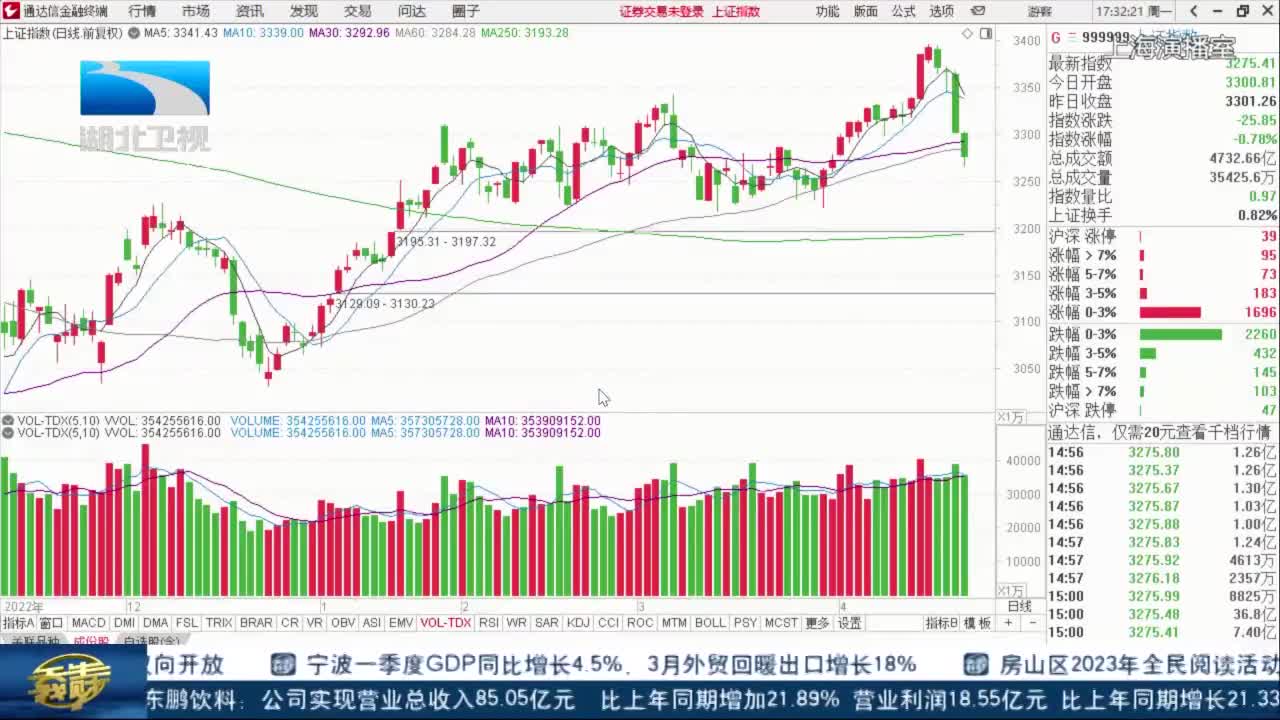 通达信金融终端 行情 市场 资讯 发现 交易 问达 圈子 证券交易未登录 上证指数 功能 版面 公式 选项 游客 17:32:21 周一
上证指数(日线.前复权) MA5: 3341.43 MA10: 3339.00 MA30: 3292.96 MA60: 3284.28 MA250: 3193.28
G 999999 上证指数
上海演播室
湖北卫视
3400
3350
3300
3250
3200
3150
3100
3050
3195.31 - 3197.32
3129.09 - 3130.23
X1万
最新指数 3275.41
今日开盘 3300.81
昨日收盘 3301.26
指数涨跌 -25.85
指数涨幅 -0.78%
总成交额 4732.66亿
总成交量 35425.6万
指数量比 0.97
上证换手 0.82%
沪深 涨停 39
涨幅 > 7% 95
涨幅 5-7% 73
涨幅 3-5% 183
涨幅 0-3% 1696
跌幅 0-3% 2260
跌幅 3-5% 432
跌幅 5-7% 145
跌幅 > 7% 103
沪深 跌停 47
通达信，仅需20元查看千档行情
14:56 3275.80 1.26亿
14:56 3275.37 1.26亿
14:56 3275.67 1.30亿
14:56 3275.87 1.03亿
14:56 3275.88 1.00亿
14:57 3275.83 1.24亿
14:57 3275.92 4613万
14:57 3276.18 2357万
15:00 3275.99 8825万
15:00 3275.48 36.8亿
15:00 3275.41 7.40亿
VOL-TDX(5,10) VVOL: 354255616.00 VOLUME: 354255616.00 MA5: 357305728.00 MA10: 353909152.00
VOL-TDX(5,10) VVOL: 354255616.00 VOLUME: 354255616.00 MA5: 357305728.00 MA10: 353909152.00
40000
30000
20000
10000
X1万
2022年 12 1 2 3 4 日线
指标A 窗口 MACD DMI DMA FSL TRIX BRAR CR VR OBV ASI EMV VOL-TDX RSI WR SAR KDJ CCI ROC MTM BOLL PSY MCST 更多 设置 指标B 模板 + -
关联品种 成份股 自选股(含)
双向开放 宁波一季度GDP同比增长4.5%，3月外贸回暖出口增长18% 房山区2023年全民阅读活动
东鹏饮料：公司实现营业总收入85.05亿元 比上年同期增加21.89% 营业利润18.55亿元 比上年同期增长21.33